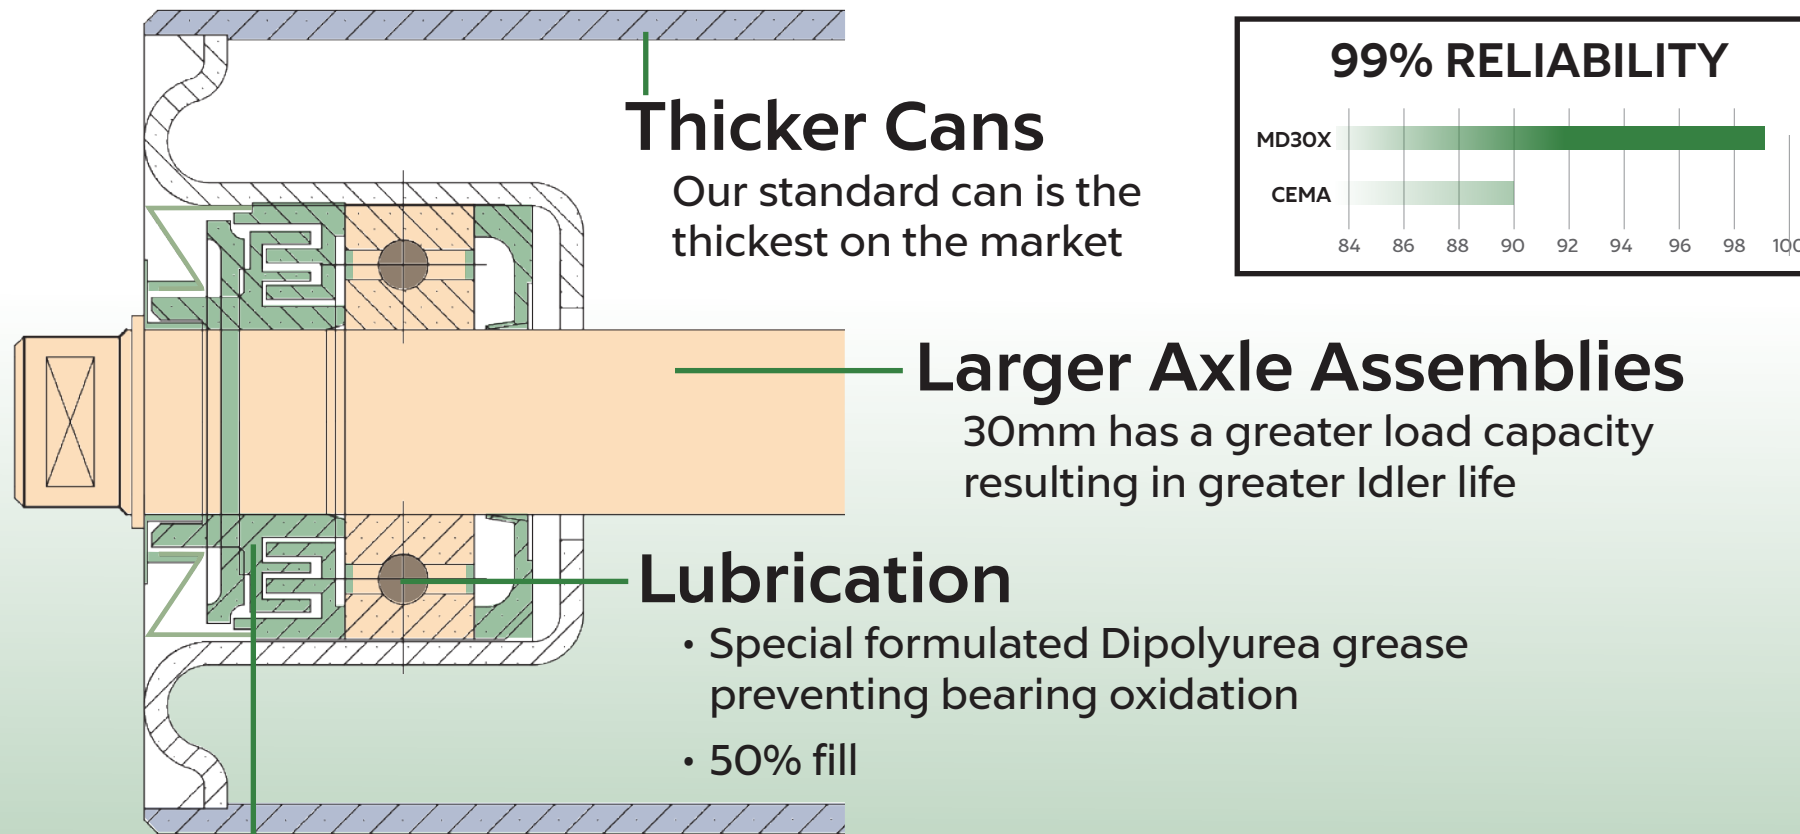 99% RELIABILITY
MD30X
CEMA
84 86 88 90 92 94 96 98 100
Thicker Cans
Our standard can is the
thickest on the market
Larger Axle Assemblies
30mm has a greater load capacity
resulting in greater Idler life
Lubrication
• Special formulated Dipolyurea grease
preventing bearing oxidation
• 50% fill